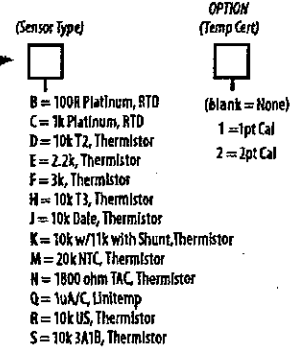 OPTION
(Sensor Type)
(Temp Cert)
B = 100R Platinum, RTD
C = 1k Platinum, RTD
D = 10k T2, Thermistor
E = 2.2k, Thermistor
F = 3k, Thermistor
H = 10k T3, Thermistor
J = 10k Dale, Thermistor
K = 10k w/11k with Shunt,Thermistor
M = 20k NTC, Thermistor
N = 1800 ohm TAC, Thermistor
Q = 1uA/C, Linitemp
R = 10k US, Thermistor
S = 10k 3A1B, Thermistor
(blank = None)
1 =1pt Cal
2 = 2pt Cal